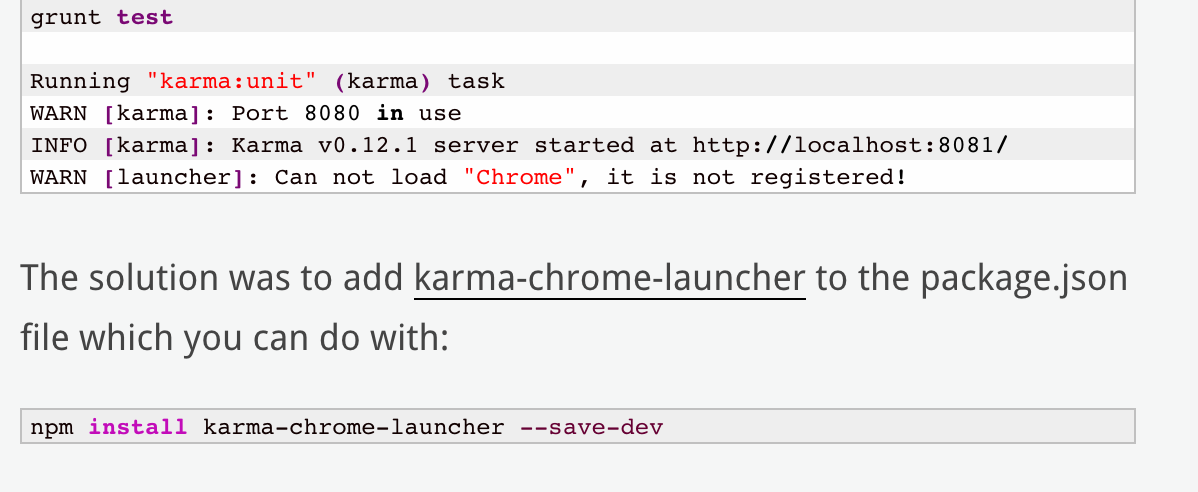 grunt test
Running "karma:unit" (karma) task
WARN [karma]: Port 8080 in use
INFO [karma]: Karma v0.12.1 server started at http://localhost:8081/
WARN [launcher]: Can not load "Chrome", it is not registered!
The solution was to add karma-chrome-launcher to the package.json
file which you can do with:
npm install karma-chrome-launcher --save-dev